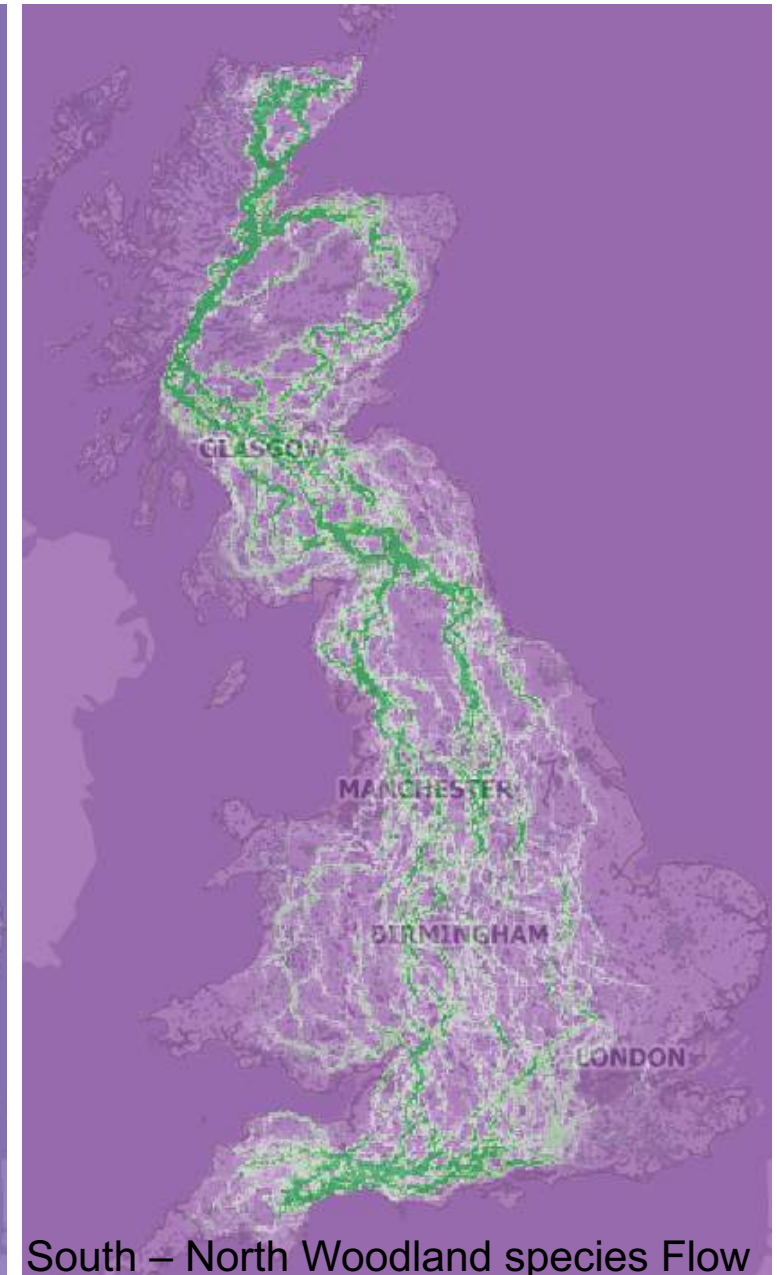 GLASGOW
MANCHESTER
BIRMINGHAM
LONDON
South – North Woodland species Flow